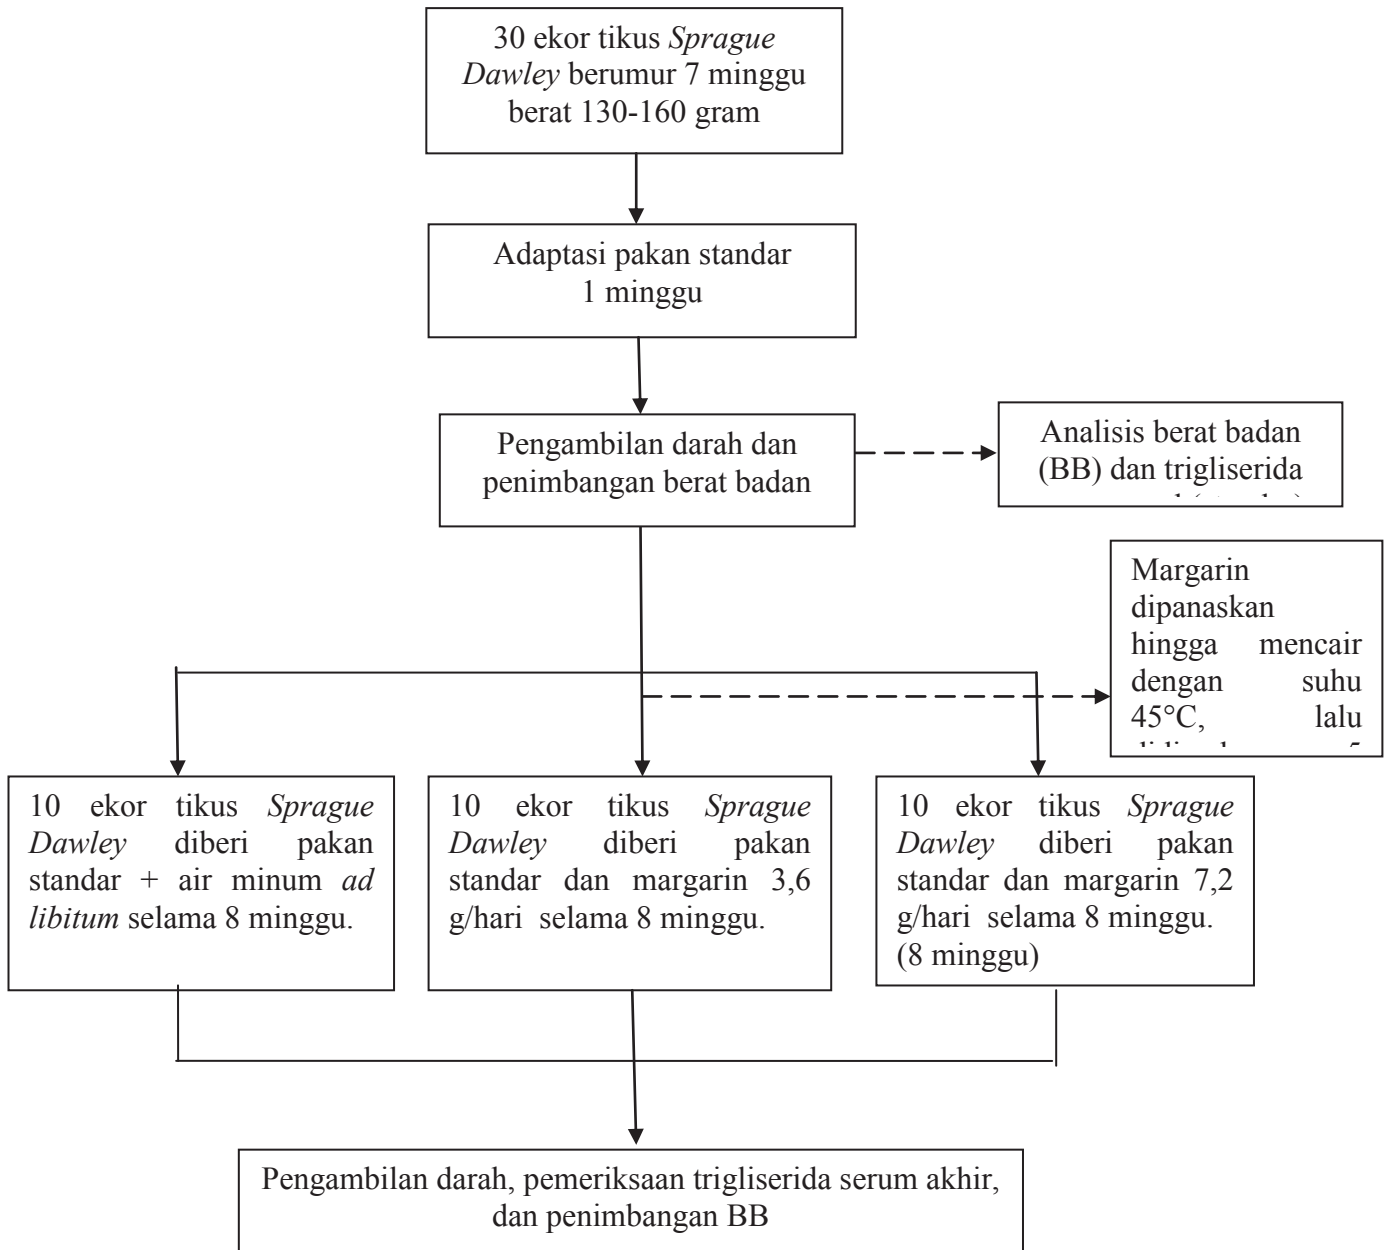 30 ekor tikus Sprague
Dawley berumur 7 minggu
berat 130-160 gram
Adaptasi pakan standar
1 minggu
Pengambilan darah dan
penimbangan berat badan
Analisis berat badan
(BB) dan trigliserida
Margarin
dipanaskan
hingga mencair
dengan suhu
45°C, lalu
10 ekor tikus Sprague
Dawley diberi pakan
standar + air minum ad
libitum selama 8 minggu.
10 ekor tikus Sprague
Dawley diberi pakan
standar dan margarin 3,6
g/hari selama 8 minggu.
10 ekor tikus Sprague
Dawley diberi pakan
standar dan margarin 7,2
g/hari selama 8 minggu.
(8 minggu)
Pengambilan darah, pemeriksaan trigliserida serum akhir,
dan penimbangan BB